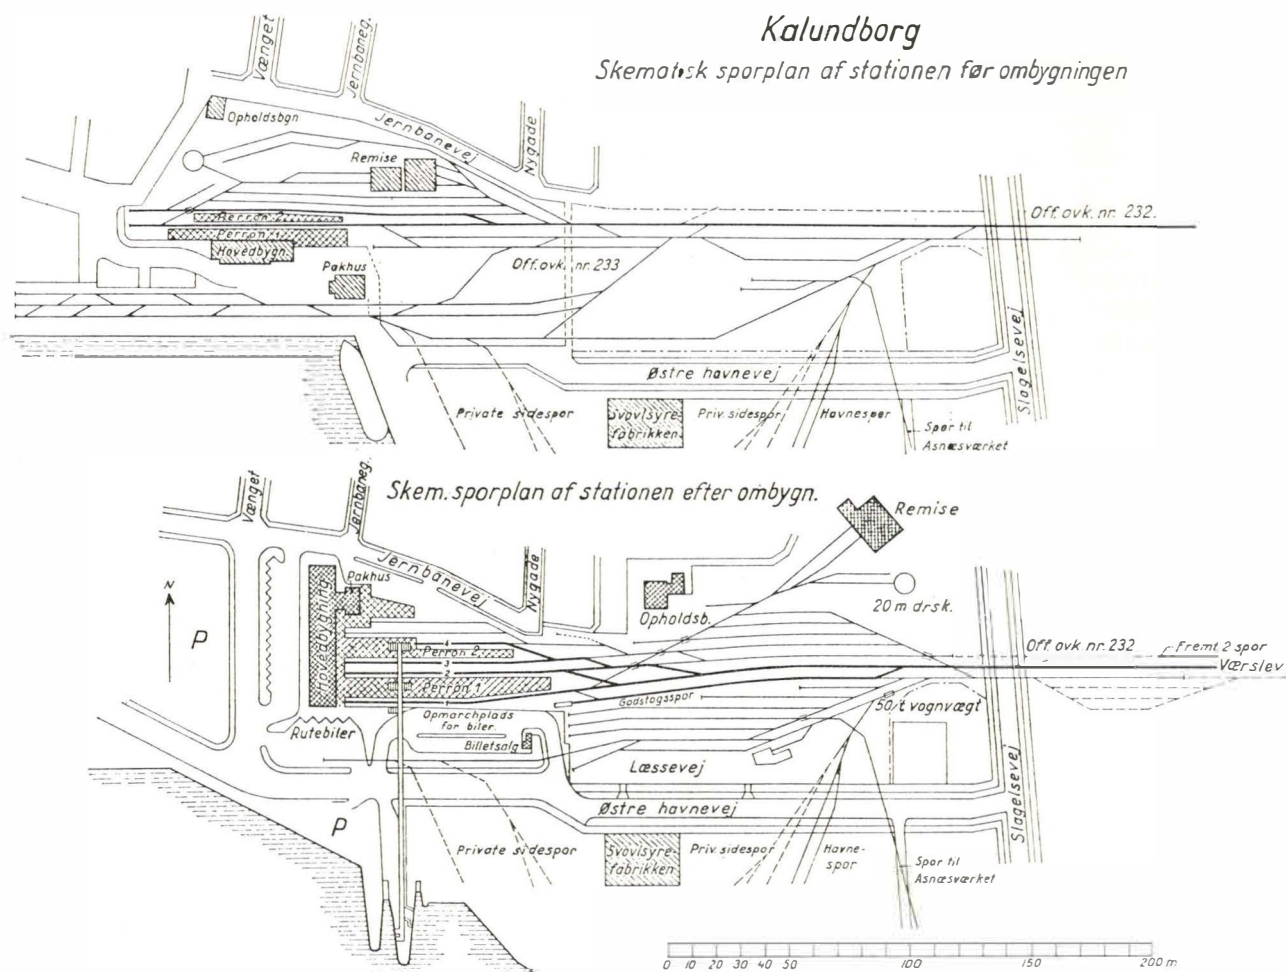 Kalundborg
Skematisk sporplan af stationen før ombygningen
Vænget
Jernbaneg.
Opholdsbgn
Jernbanevej
Nygade
Remise
Off. ovk. nr. 232.
Perron 2
Perron 1
Hovedbygn.
Pakhus
Off. ovk. nr. 233
Østre havnevej
Slagelsevej
Private sidespor
Svovlsyre-
fabrikken
Priv. sidespor
Havnespor
Spor til
Asnæsværket
Skem. sporplan af stationen efter ombygn.
Vænget
Jernbaneg.
Remise
Jernbanevej
Nygade
Pakhus
Hovedbygning
N
P
Opholdsb.
20 m drsk.
4
Perron 2
3
2
Perron 1
1
Off. ovk nr. 232
Fremt. 2 spor
Værslev
Godstogsspor
50 t vognvægt
Rutebiler
Opmarchplads
for biler.
Billetsalg
Læssevej
Østre havnevej
Slagelsevej
P
Private sidespor
Svovlsyre-
fabrikken
Priv. sidespor
Havne-
spor
Spor til
Asnæsværket
0 10 20 30 40 50 100 150 200 m